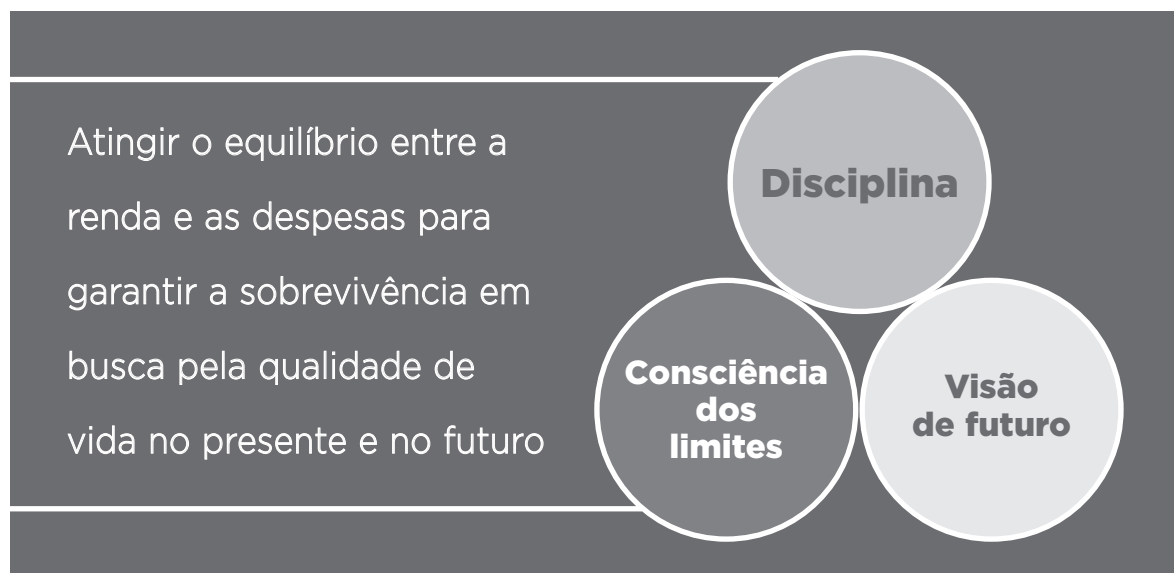 Atingir o equilíbrio entre a
renda e as despesas para
garantir a sobrevivência em
busca pela qualidade de
vida no presente e no futuro
Disciplina
Consciência
dos
limites
Visão
de futuro